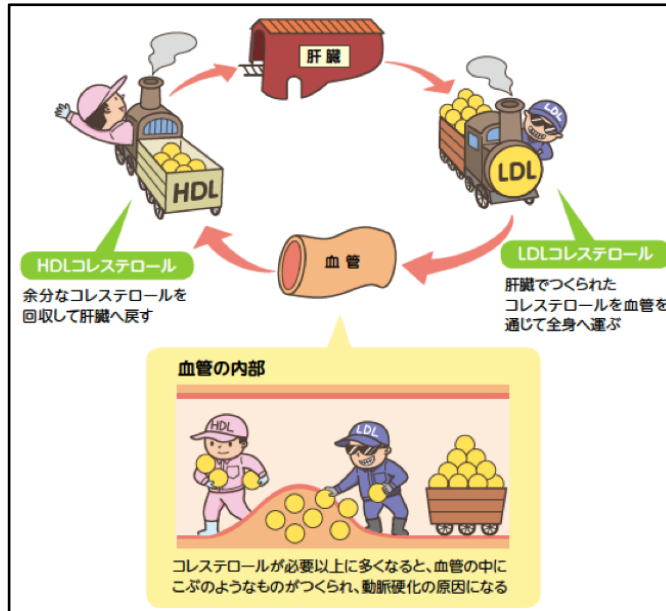 肝臓
HDL
LDL
LDL
HDLコレステロール
余分なコレステロールを
回収して肝臓へ戻す
血管
LDLコレステロール
肝臓でつくられた
コレステロールを血管を
通じて全身へ運ぶ
血管の内部
HDL
LDL
コレステロールが必要以上に多くなると、血管の中に
こぶのようなものがつくられ、動脈硬化の原因になる